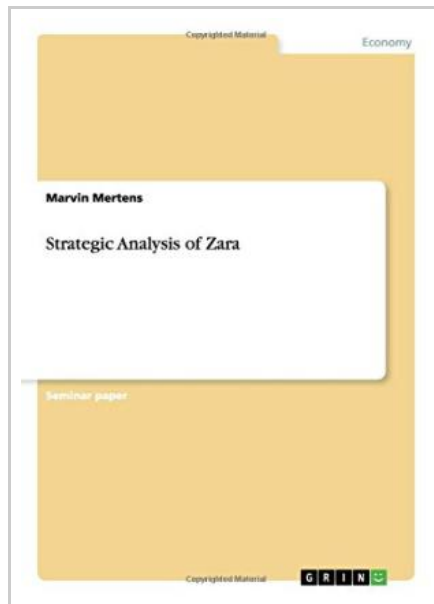 Copyrighted Material
Economy
Marvin Mertens
Strategic Analysis of Zara
Seminar paper
Copyrighted Material
GRIN